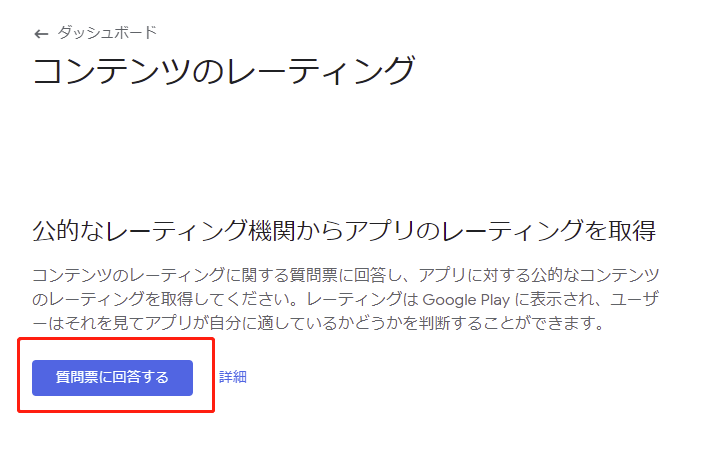 ← ダッシュボード
コンテンツのレーティング
公的なレーティング機関からアプリのレーティングを取得
コンテンツのレーティングに関する質問票に回答し、アプリに対する公的なコンテンツ
のレーティングを取得してください。レーティングは Google Play に表示され、ユーザ
ーはそれを見てアプリが自分に適しているかどうかを判断することができます。
質問票に回答する 詳細